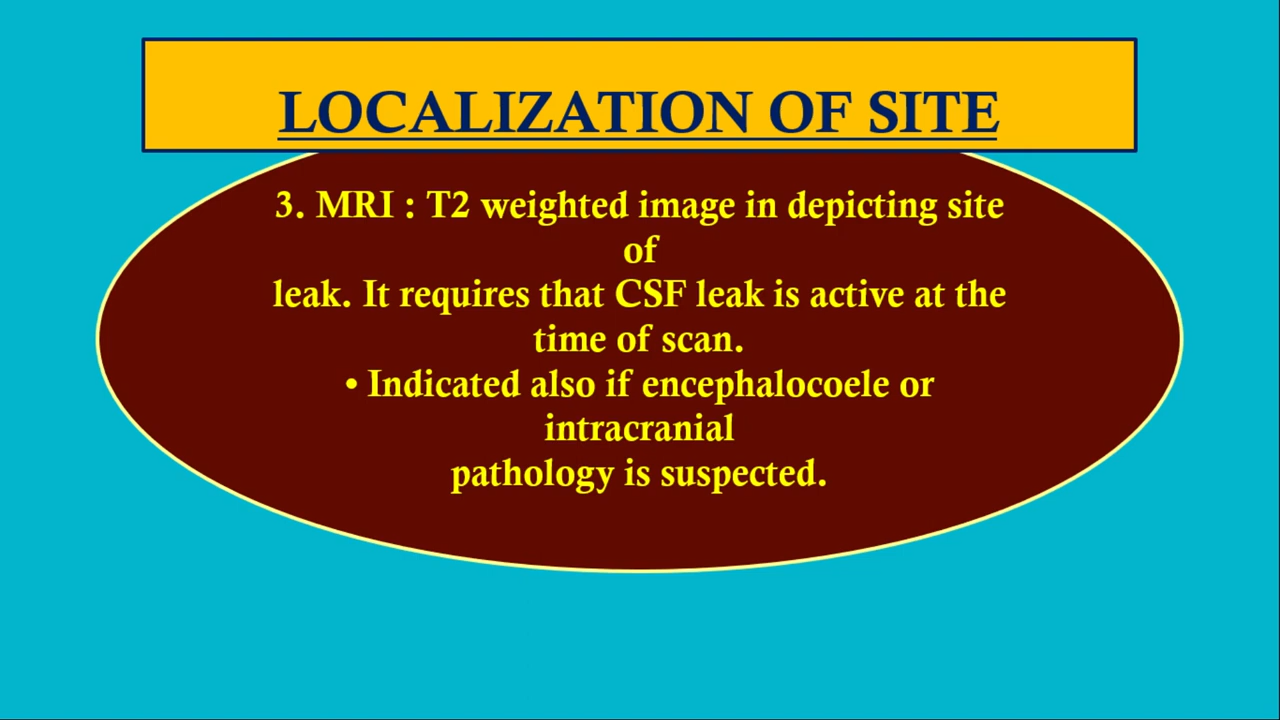 LOCALIZATION OF SITE
3. MRI : T2 weighted image in depicting site
of
leak. It requires that CSF leak is active at the
time of scan.
• Indicated also if encephalocoele or
intracranial
pathology is suspected.